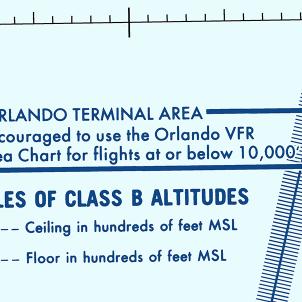 RLANDO TERMINAL AREA
couraged to use the Orlando VFR
ea Chart for flights at or below 10,000'
LES OF CLASS B ALTITUDES
-- Ceiling in hundreds of feet MSL
-- Floor in hundreds of feet MSL